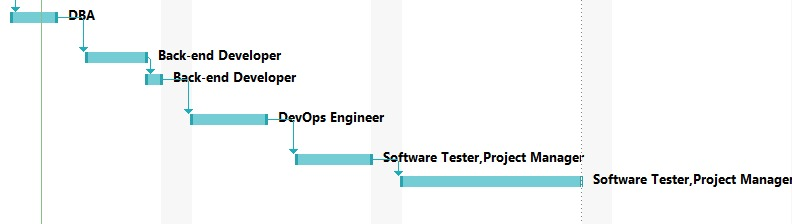 DBA
Back-end Developer
Back-end Developer
DevOps Engineer
Software Tester,Project Manager
Software Tester,Project Manager